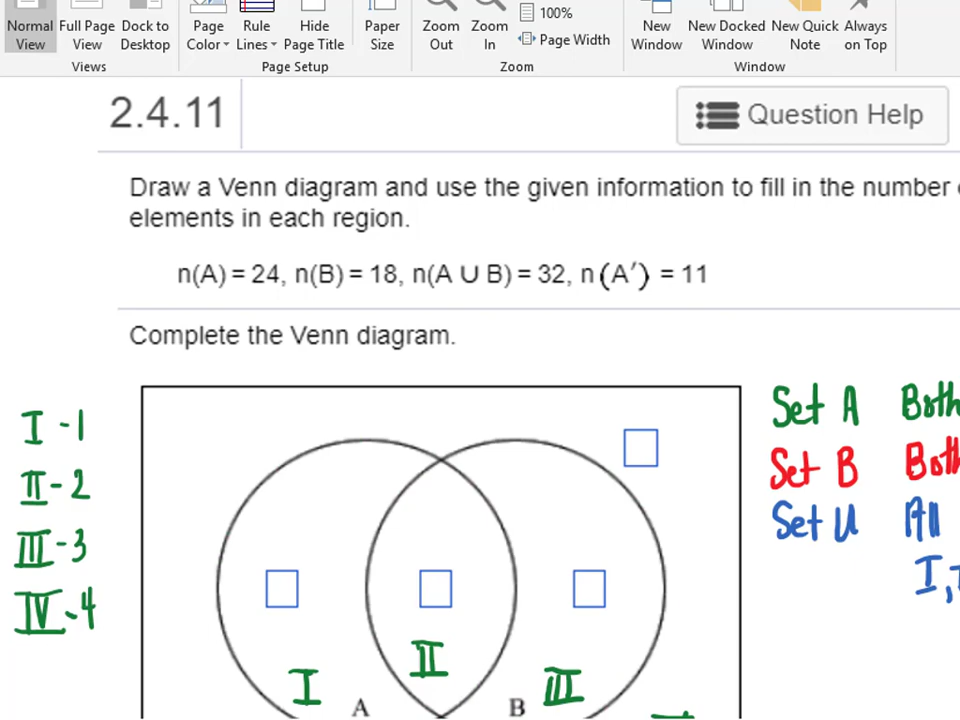 Normal View
Full Page View
Dock to Desktop
Page Color
Rule Lines
Hide Page Title
Paper Size
Zoom Out
Zoom In
100%
Page Width
New Window
New Docked Window
New Quick Note
Always on Top
Views
Page Setup
Zoom
Window
2.4.11
Question Help
Draw a Venn diagram and use the given information to fill in the number
elements in each region.
n(A) = 24, n(B) = 18, n(A ∪ B) = 32, n(A′) = 11
Complete the Venn diagram.
I - 1
II - 2
III - 3
IV - 4
Set A Both
Set B Both
Set U All
I,
I
II
III
A
B